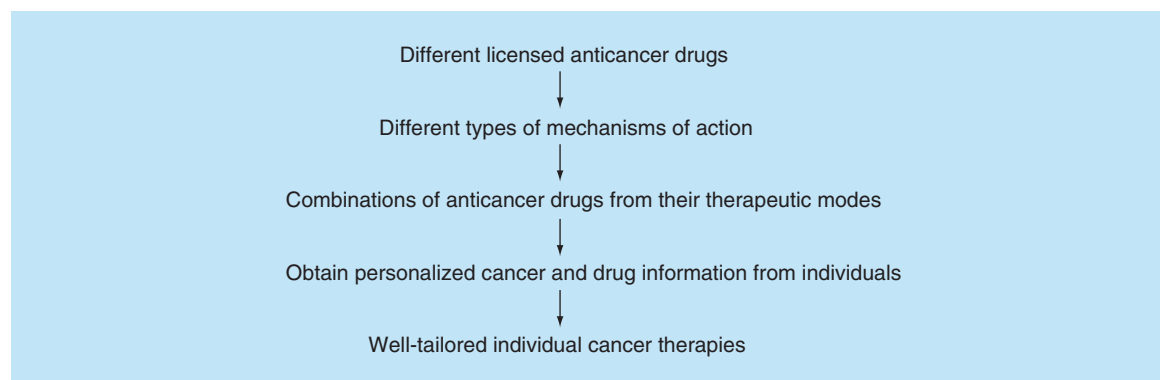 Different licensed anticancer drugs
Different types of mechanisms of action
Combinations of anticancer drugs from their therapeutic modes
Obtain personalized cancer and drug information from individuals
Well-tailored individual cancer therapies